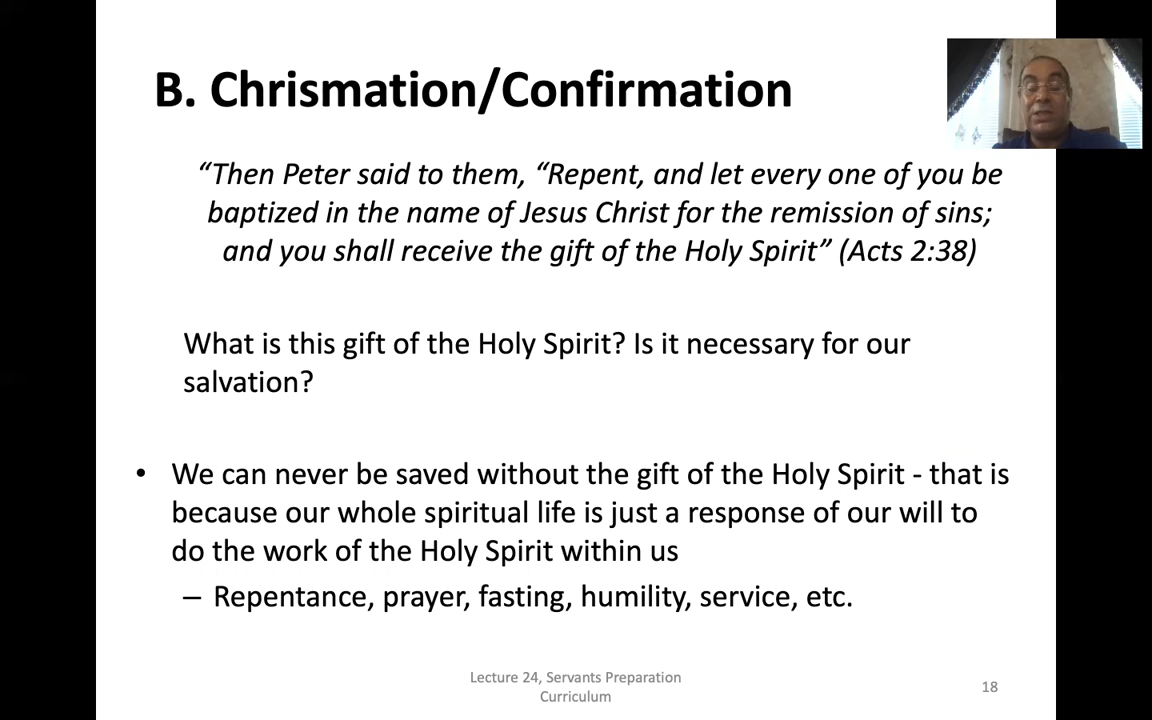 B. Chrismation/Confirmation
“Then Peter said to them, “Repent, and let every one of you be
baptized in the name of Jesus Christ for the remission of sins;
and you shall receive the gift of the Holy Spirit” (Acts 2:38)
What is this gift of the Holy Spirit? Is it necessary for our
salvation?
• We can never be saved without the gift of the Holy Spirit - that is
because our whole spiritual life is just a response of our will to
do the work of the Holy Spirit within us
– Repentance, prayer, fasting, humility, service, etc.
Lecture 24, Servants Preparation
Curriculum
18